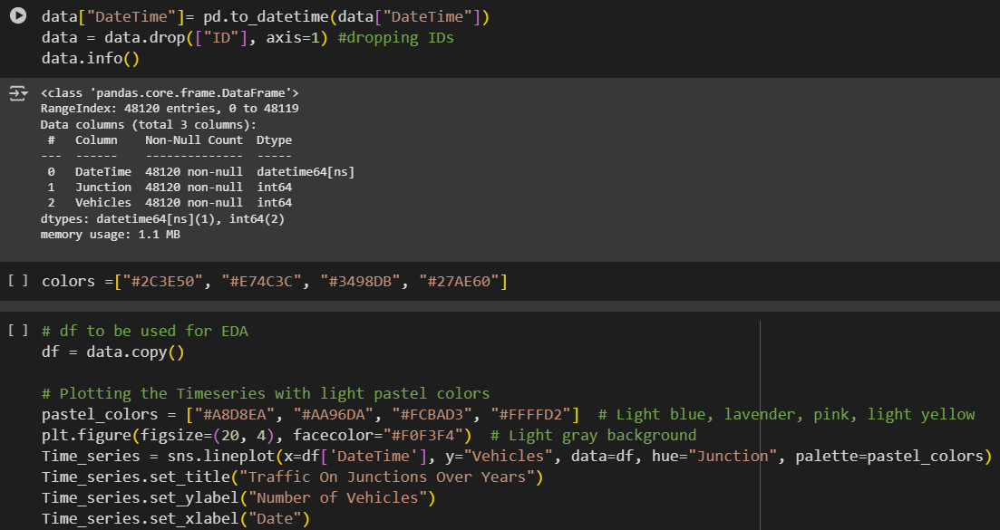 data["DateTime"]= pd.to_datetime(data["DateTime"])
data = data.drop(["ID"], axis=1) #dropping IDs
data.info()
<class 'pandas.core.frame.DataFrame'>
RangeIndex: 48120 entries, 0 to 48119
Data columns (total 3 columns):
 #   Column    Non-Null Count  Dtype
---  ------    --------------  -----
 0   DateTime  48120 non-null  datetime64[ns]
 1   Junction  48120 non-null  int64
 2   Vehicles  48120 non-null  int64
dtypes: datetime64[ns](1), int64(2)
memory usage: 1.1 MB
[ ] colors =["#2C3E50", "#E74C3C", "#3498DB", "#27AE60"]
[ ] # df to be used for EDA
df = data.copy()
# Plotting the Timeseries with light pastel colors
pastel_colors = ["#A8D8EA", "#AA96DA", "#FCBAD3", "#FFFFD2"]  # Light blue, lavender, pink, light yellow
plt.figure(figsize=(20, 4), facecolor="#F0F3F4")  # Light gray background
Time_series = sns.lineplot(x=df['DateTime'], y="Vehicles", data=df, hue="Junction", palette=pastel_colors)
Time_series.set_title("Traffic On Junctions Over Years")
Time_series.set_ylabel("Number of Vehicles")
Time_series.set_xlabel("Date")